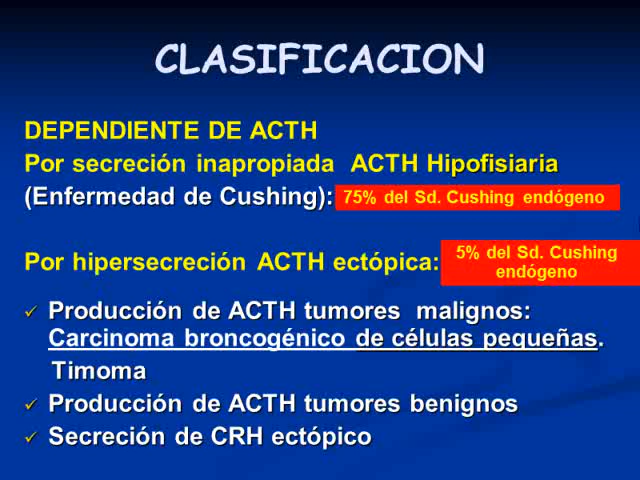 CLASIFICACION
DEPENDIENTE DE ACTH
Por secreción inapropiada ACTH Hipofisiaria
(Enfermedad de Cushing): 75% del Sd. Cushing endógeno
Por hipersecreción ACTH ectópica: 5% del Sd. Cushing
endógeno
✓ Producción de ACTH tumores malignos:
Carcinoma broncogénico de células pequeñas.
Timoma
✓ Producción de ACTH tumores benignos
✓ Secreción de CRH ectópico